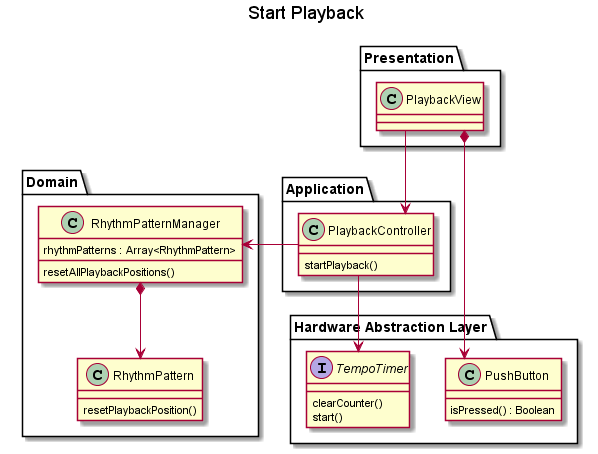 Start Playback
Presentation
C PlaybackView
Domain
C RhythmPatternManager
rhythmPatterns : Array<RhythmPattern>
resetAllPlaybackPositions()
Application
C PlaybackController
startPlayback()
C RhythmPattern
resetPlaybackPosition()
Hardware Abstraction Layer
I TempoTimer
clearCounter()
start()
C PushButton
isPressed() : Boolean